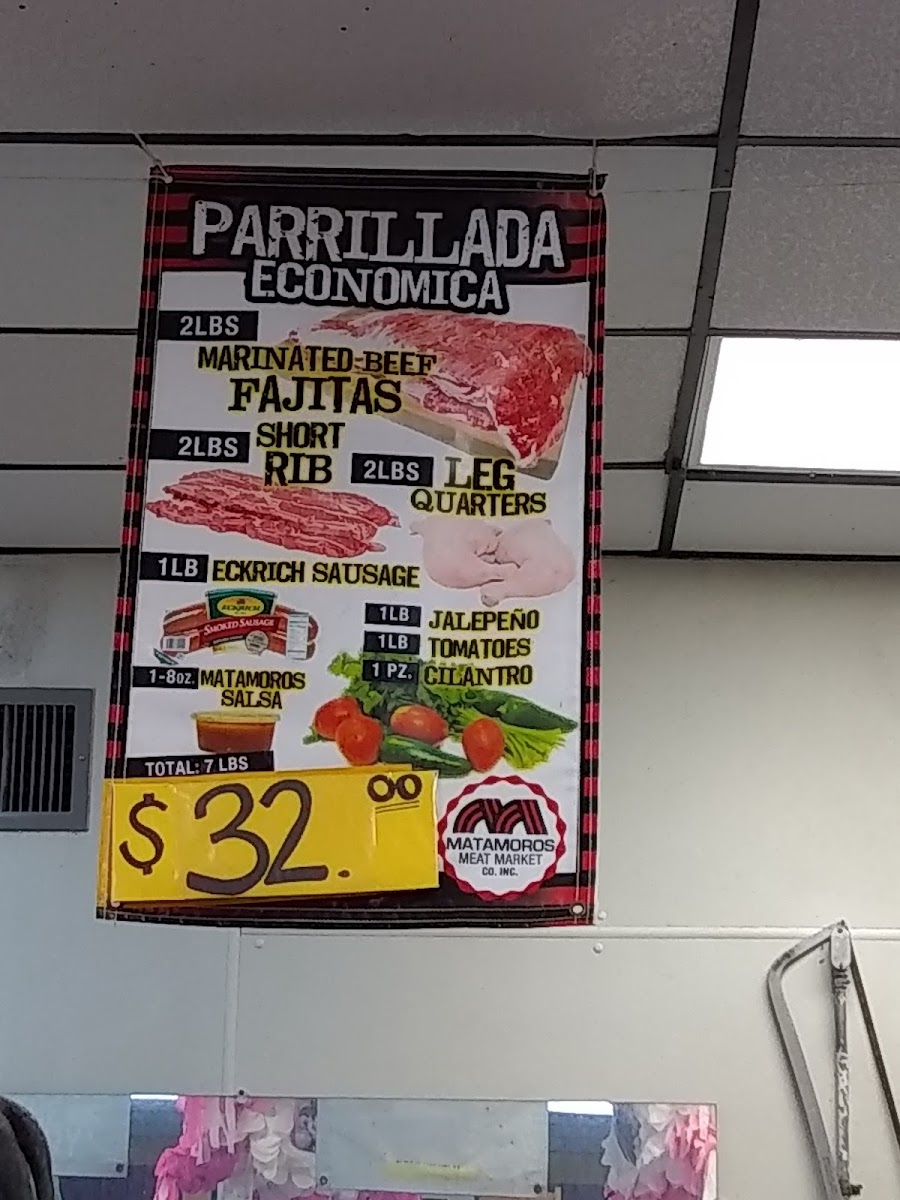 PARRILLADA
ECONOMICA
2LBS
MARINATED BEEF
FAJITAS
2LBS SHORT
RIB
2LBS LEG
QUARTERS
1LB ECKRICH SAUSAGE
ECKRICH
SMOKED SAUSAGE
1LB JALEPEÑO
1LB TOMATOES
1 PZ. CILANTRO
1-8OZ. MATAMOROS
SALSA
TOTAL: 7 LBS
$32.00
MATAMOROS
MEAT MARKET
CO. INC.